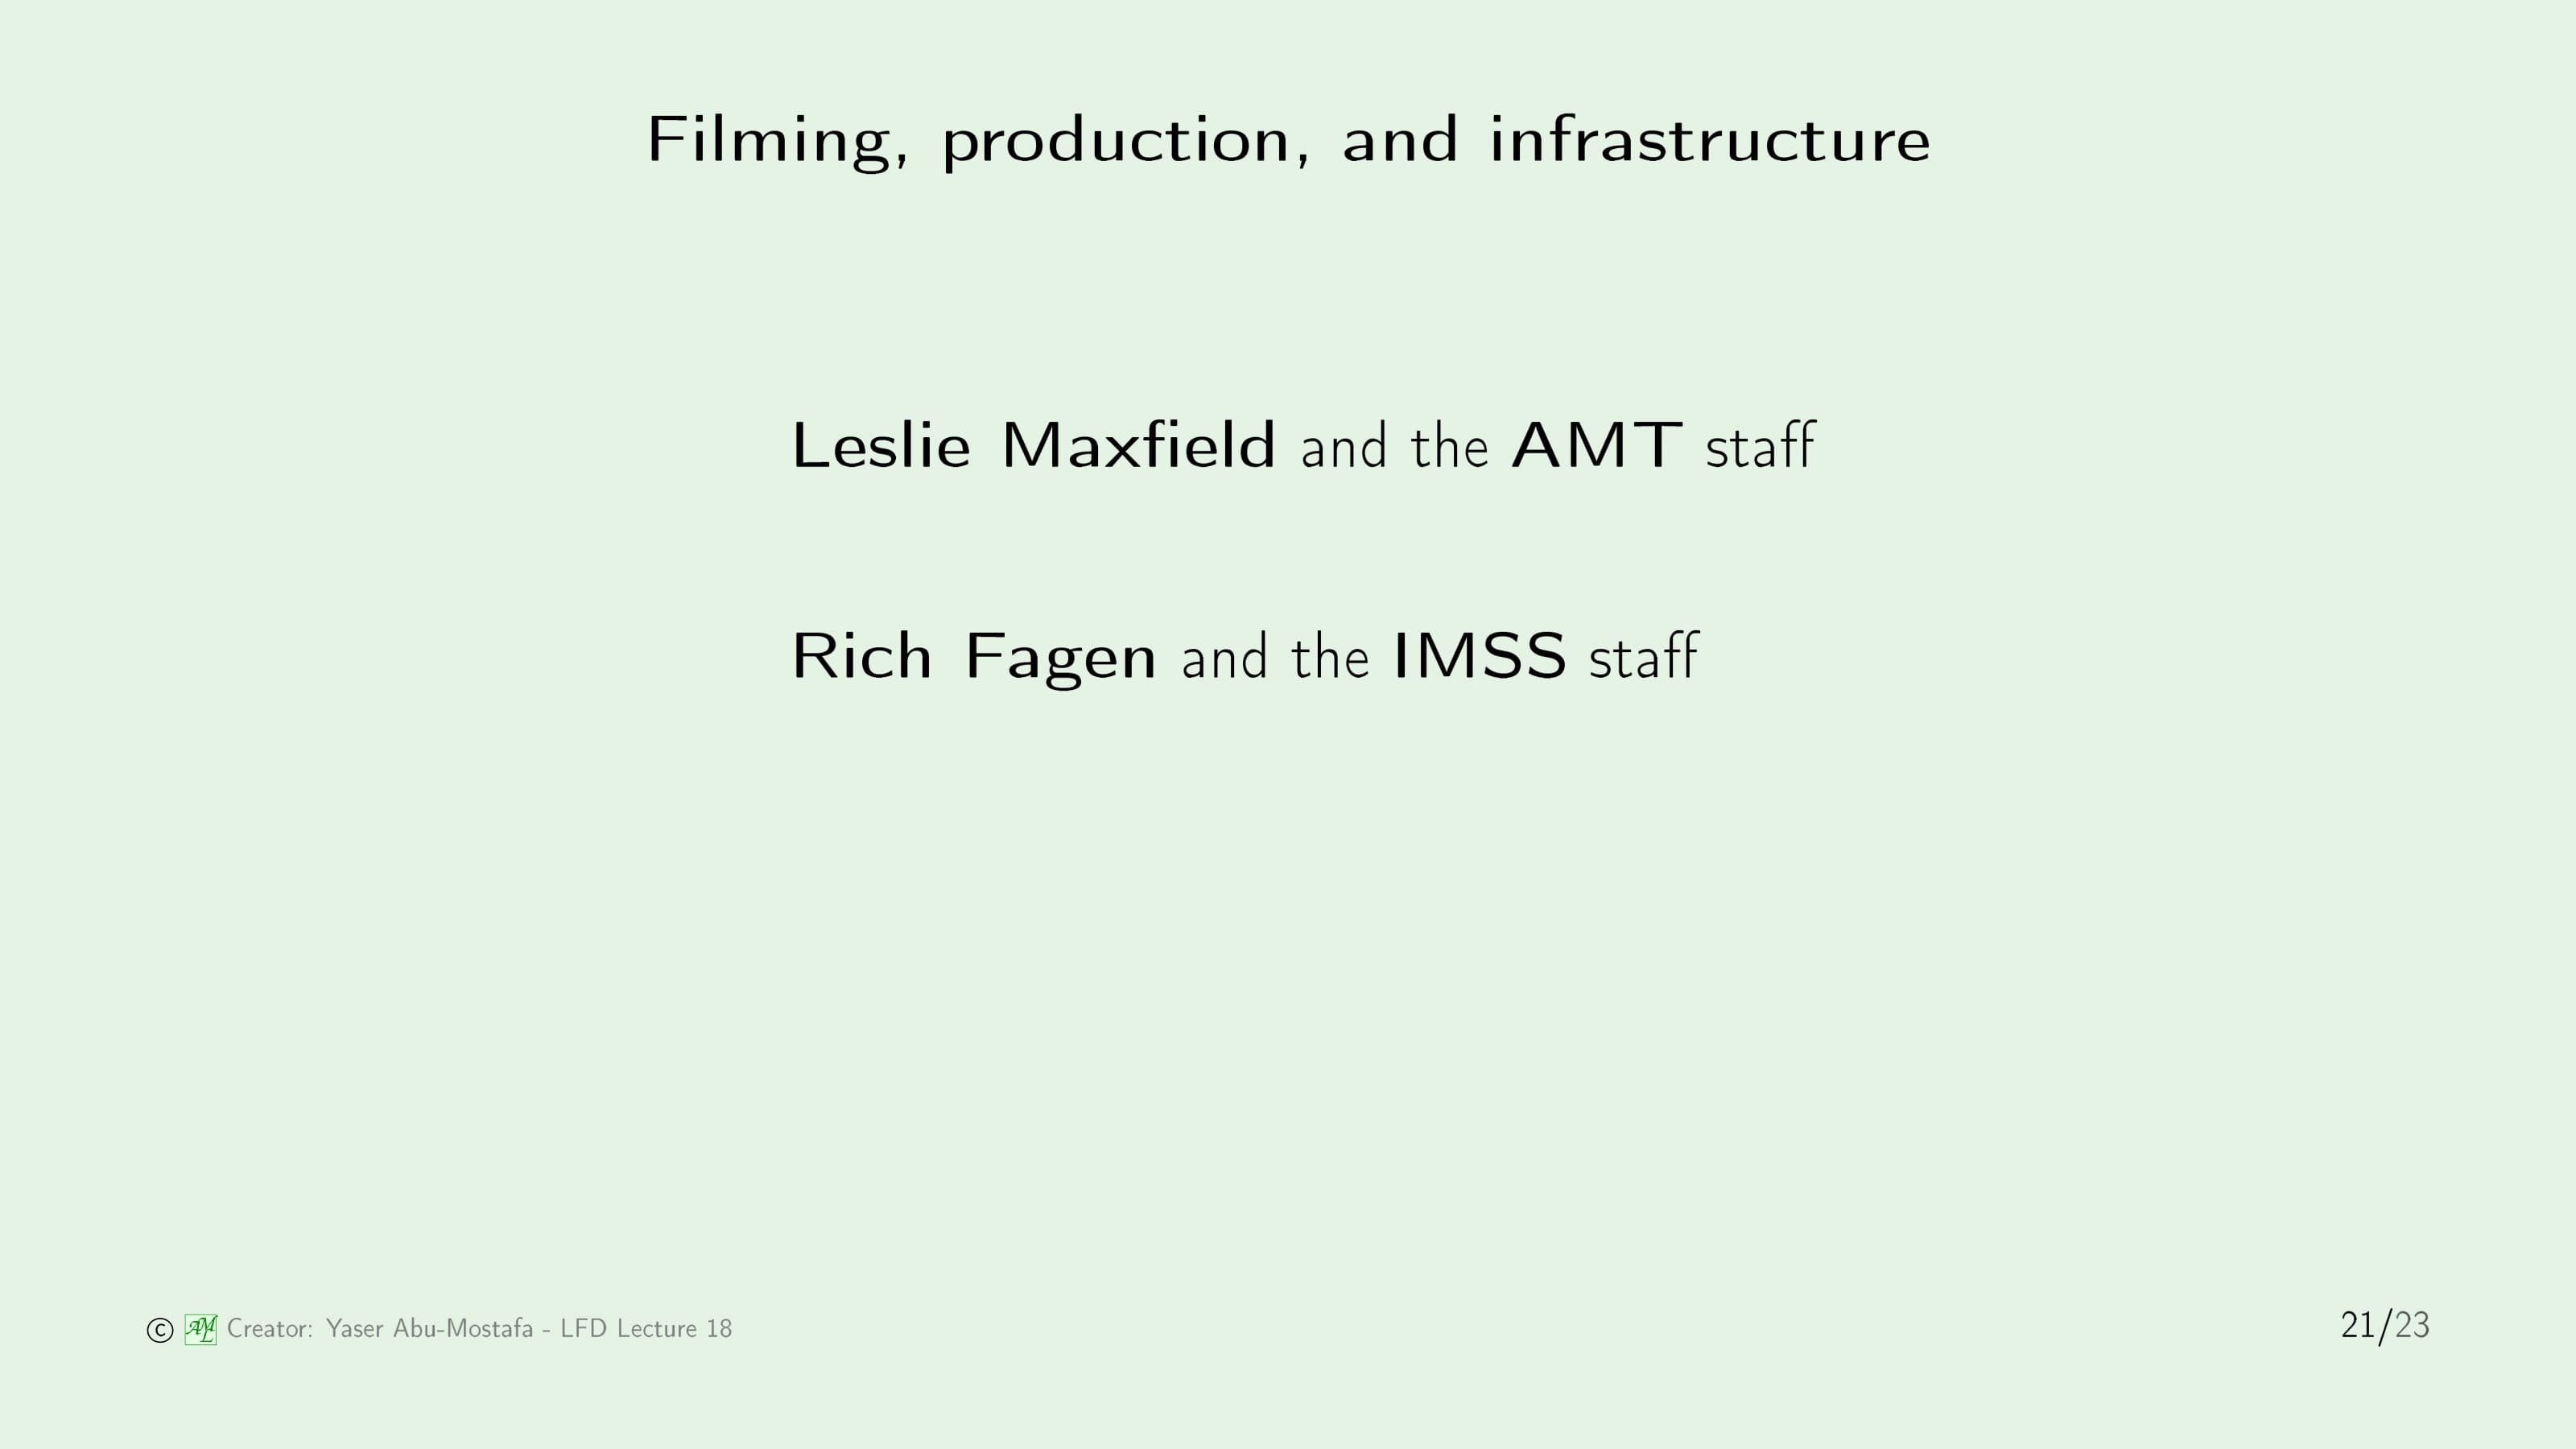 Filming, production, and infrastructure
Leslie Maxfield and the AMT staff
Rich Fagen and the IMSS staff
© AML Creator: Yaser Abu-Mostafa - LFD Lecture 18
21/23